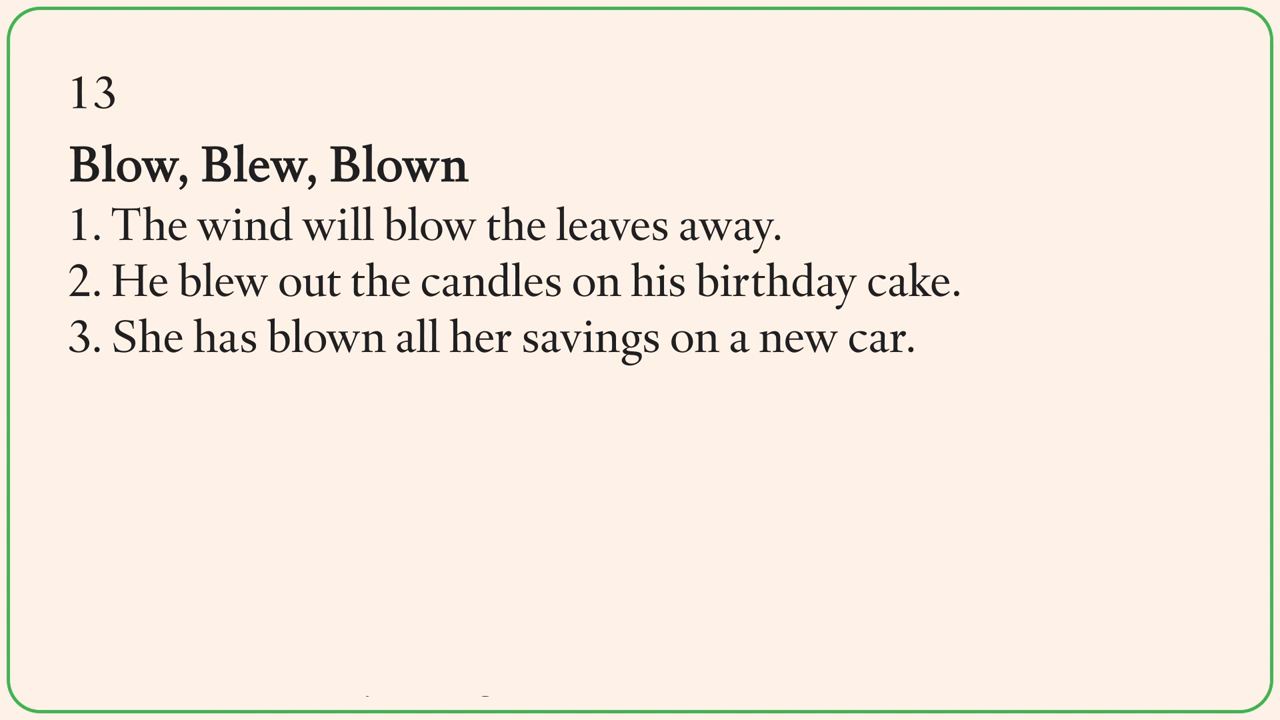 13
Blow, Blew, Blown
1. The wind will blow the leaves away.
2. He blew out the candles on his birthday cake.
3. She has blown all her savings on a new car.